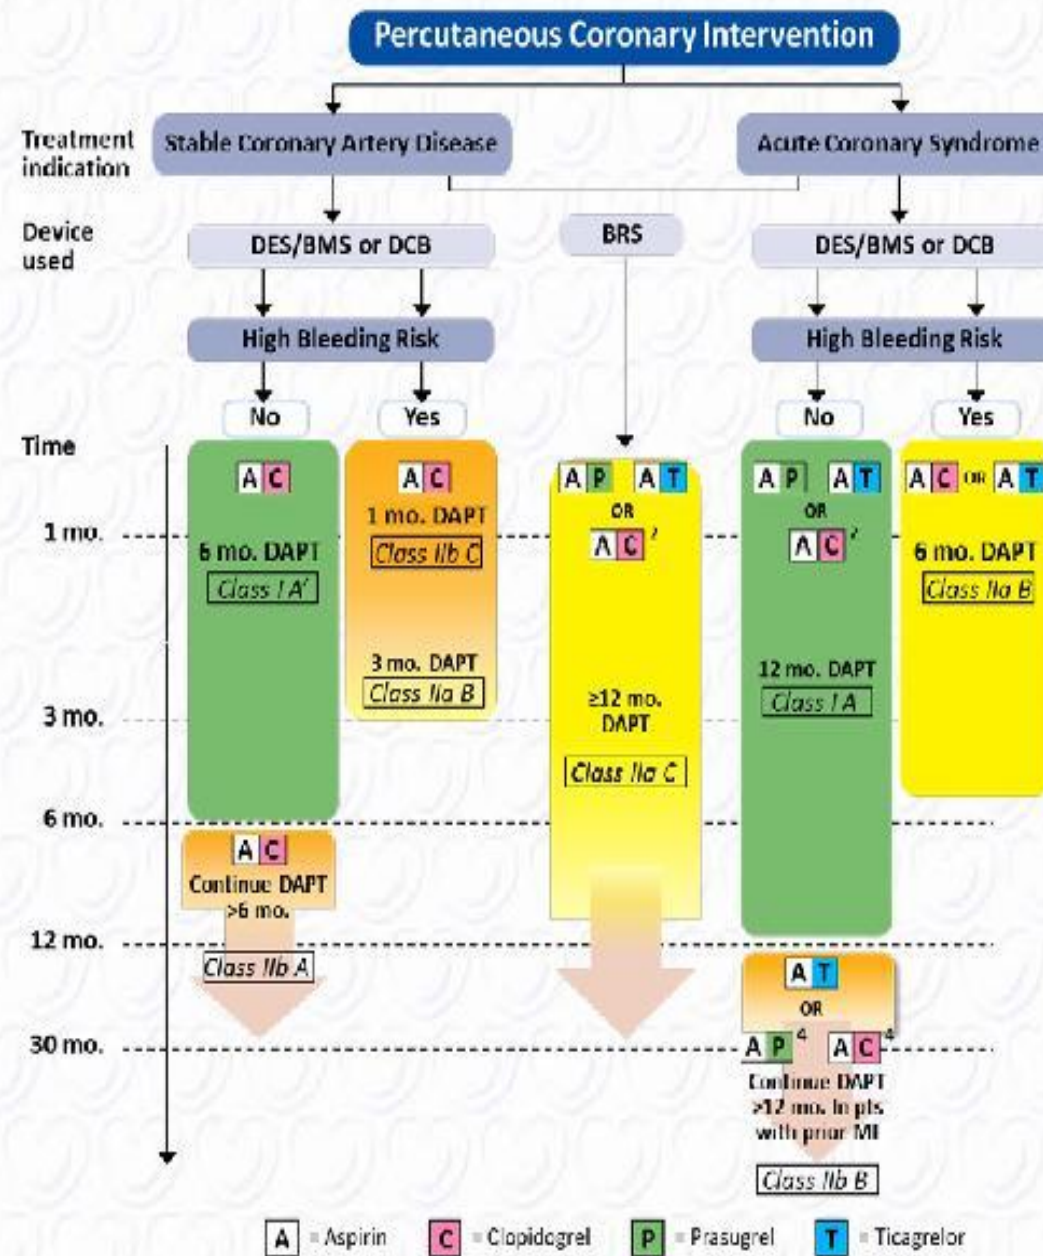 Percutaneous Coronary Intervention
Treatment
indication
Stable Coronary Artery Disease
Acute Coronary Syndrome
Device
used
DES/BMS or DCB
BRS
DES/BMS or DCB
High Bleeding Risk
High Bleeding Risk
No
Yes
No
Yes
Time
1 mo.
3 mo.
6 mo.
12 mo.
30 mo.
A C
6 mo. DAPT
Class I A¹
A C
Continue DAPT
>6 mo.
Class IIb A
A C
1 mo. DAPT
Class IIb C
3 mo. DAPT
Class IIa B
A P A T
OR
A C ²
≥12 mo.
DAPT
Class IIa C
A P A T
OR
A C ²
12 mo. DAPT
Class I A
A T
OR
A P ⁴ A C ⁴
Continue DAPT
>12 mo. in pts
with prior MI
Class IIb B
A C OR A T
6 mo. DAPT
Class IIa B
A = Aspirin C = Clopidogrel P = Prasugrel T = Ticagrelor